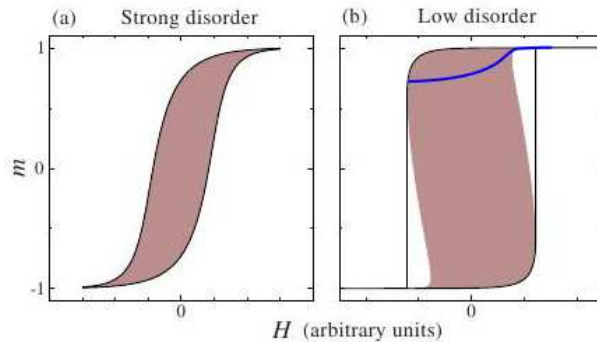 (a) Strong disorder
(b) Low disorder
1
0
-1
m
0
0
H (arbitrary units)